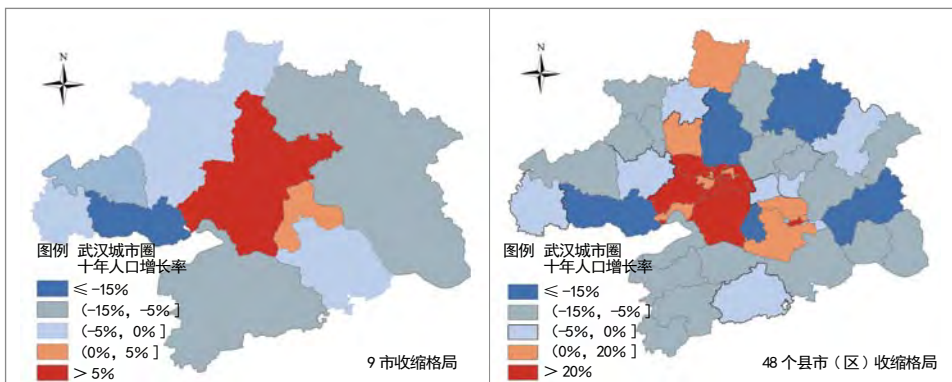 N
图例 武汉城市圈
十年人口增长率
≤ -15%
(-15%, -5%]
(-5%, 0%]
(0%, 5%]
> 5%
9 市收缩格局
N
图例 武汉城市圈
十年人口增长率
≤ -15%
(-15%, -5%]
(-5%, 0%]
(0%, 20%]
> 20%
48 个县市（区）收缩格局